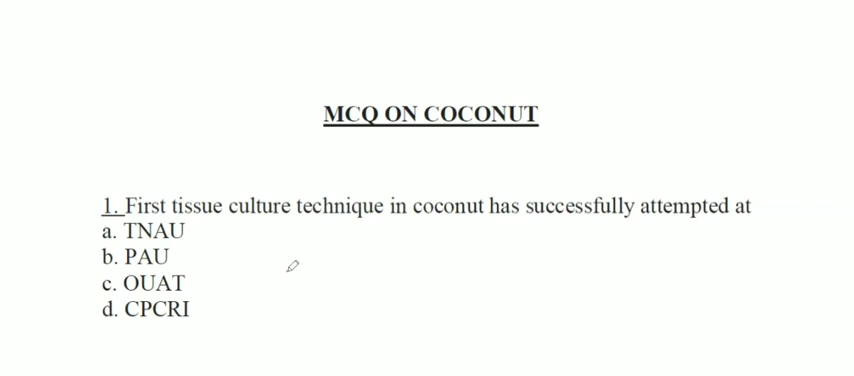 MCQ ON COCONUT
1. First tissue culture technique in coconut has successfully attempted at
a. TNAU
b. PAU
c. OUAT
d. CPCRI